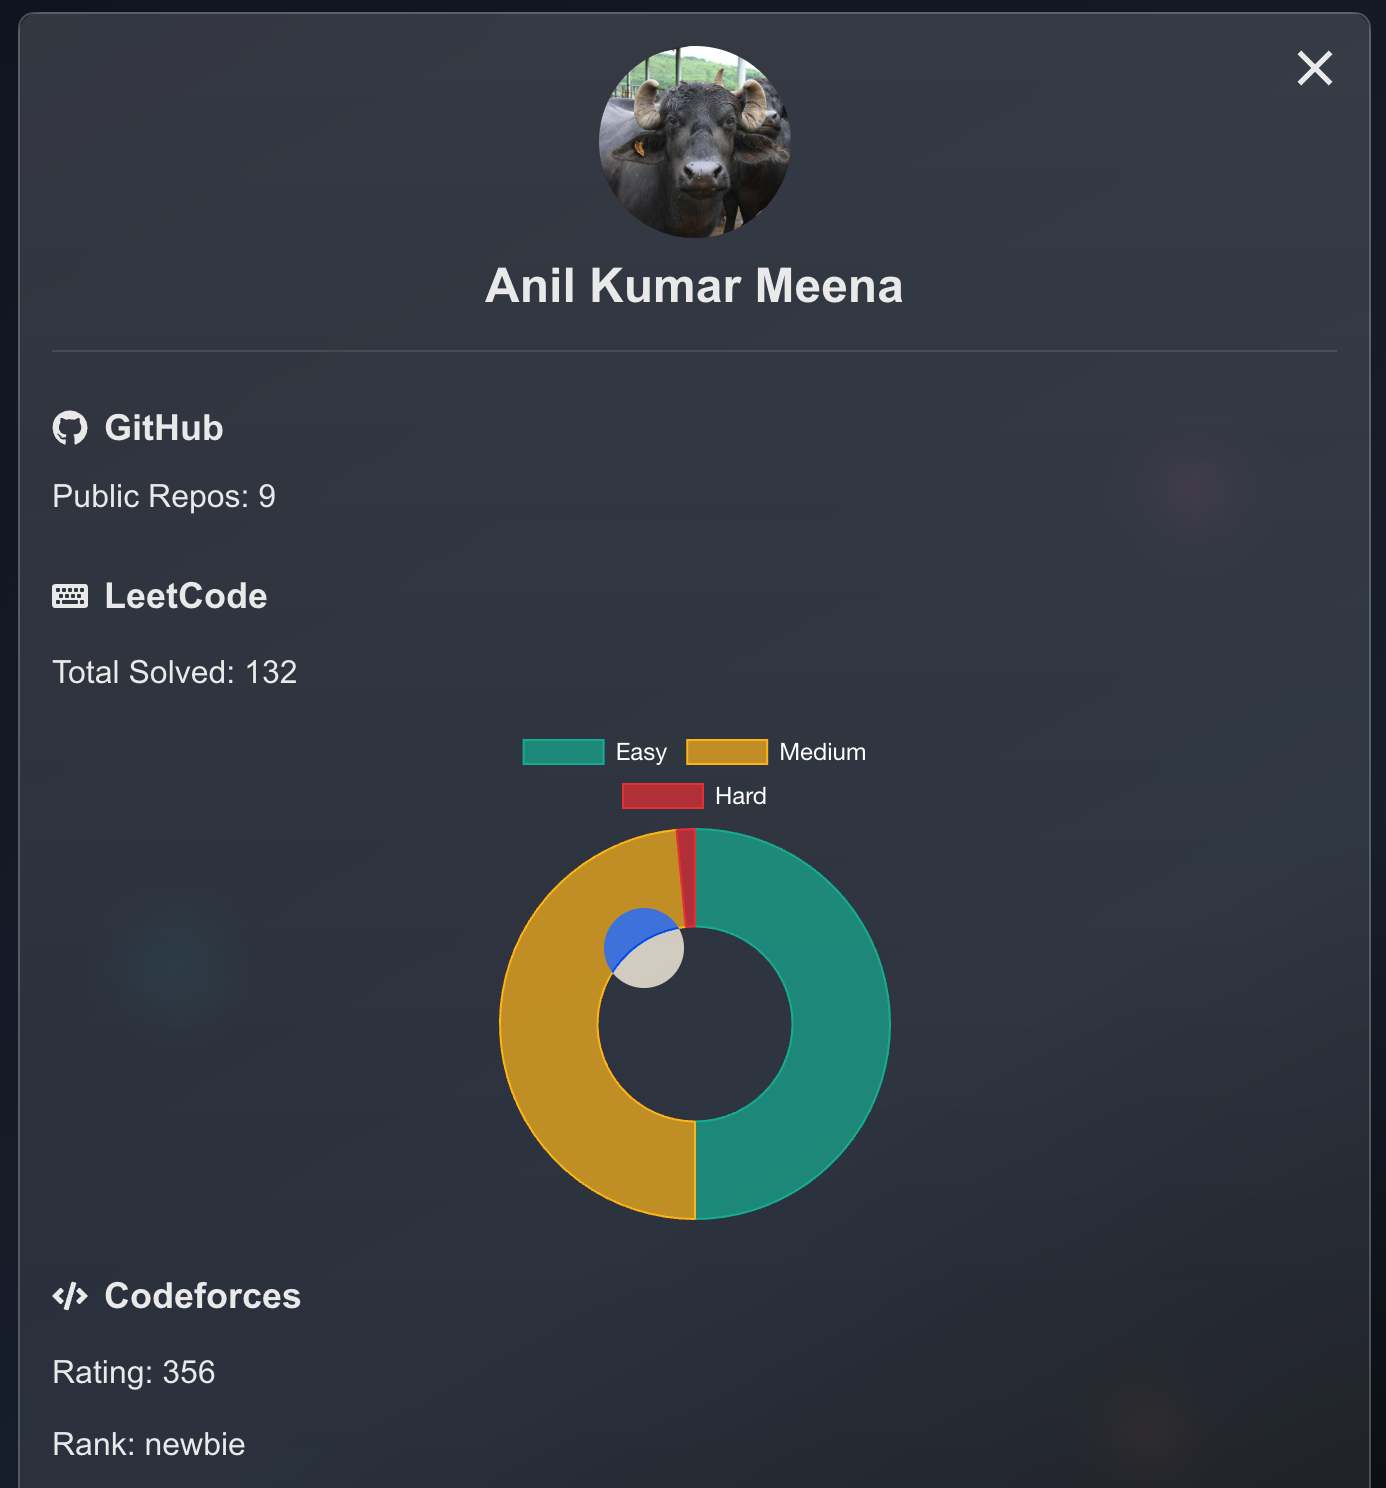 Anil Kumar Meena
GitHub
Public Repos: 9
LeetCode
Total Solved: 132
Easy Medium
Hard
Codeforces
Rating: 356
Rank: newbie